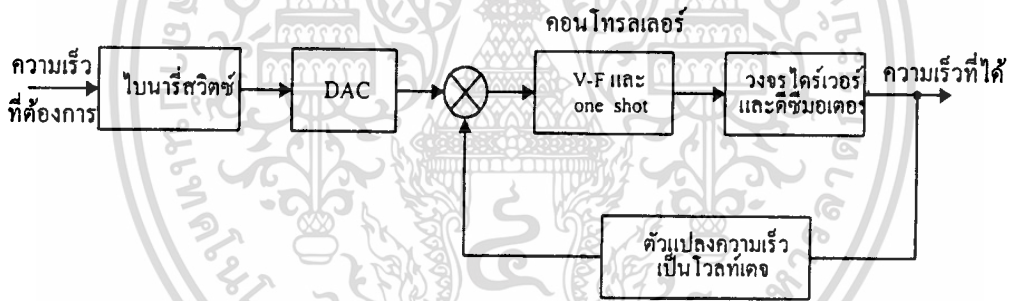 คอนโทรลเลอร์
ความเร็ว
ที่ต้องการ
ไบนารี่สวิตซ์
DAC
V-F และ
one shot
วงจรไดร์เวอร์
และดีซีมอเตอร
ความเร็วที่ได้
ตัวแปลงความเร็ว
เป็นโวลท์เตจ